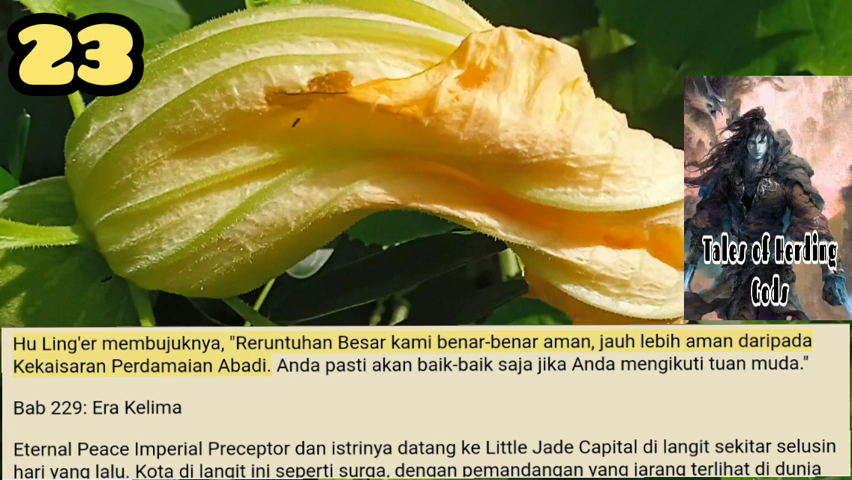 23
Tales of Herding
Gods
Hu Ling'er membujuknya, "Reruntuhan Besar kami benar-benar aman, jauh lebih aman daripada
Kekaisaran Perdamaian Abadi. Anda pasti akan baik-baik saja jika Anda mengikuti tuan muda."
Bab 229: Era Kelima
Eternal Peace Imperial Preceptor dan istrinya datang ke Little Jade Capital di langit sekitar selusin
hari yang lalu. Kota di langit ini seperti surga, dengan pemandangan yang jarang terlihat di dunia